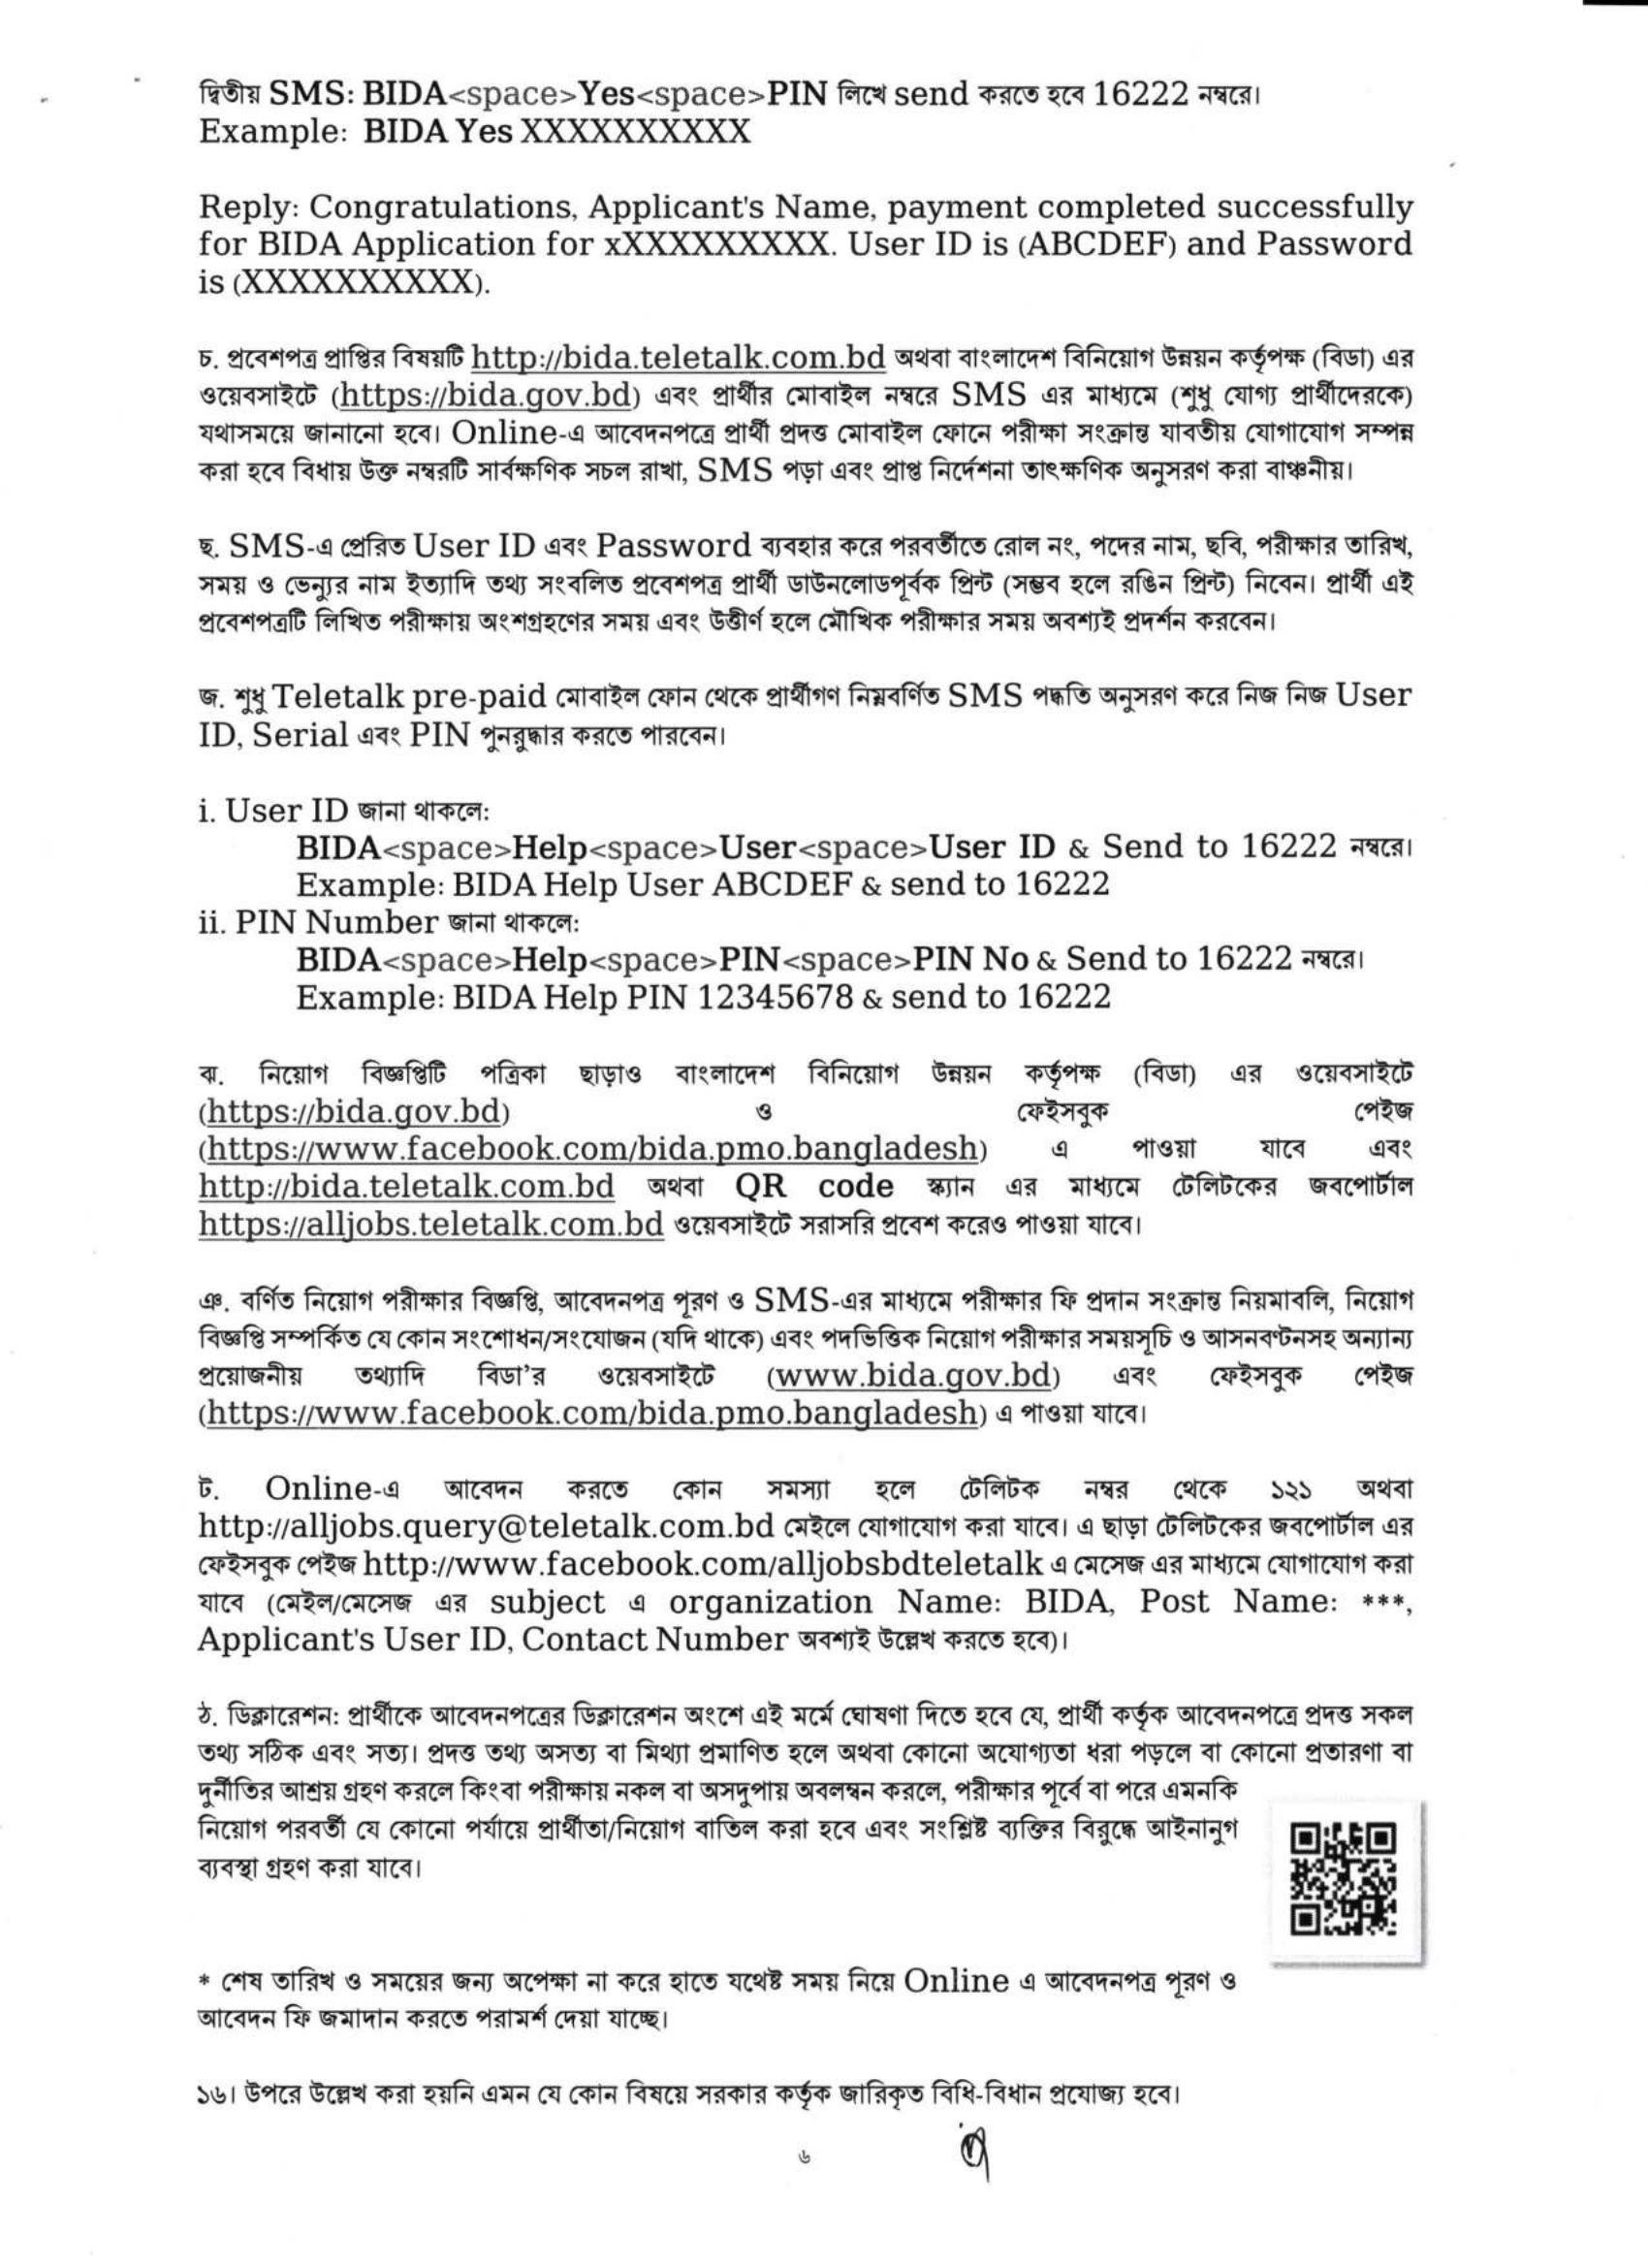 দ্বিতীয় SMS: BIDA<space>Yes<space>PIN লিখে send করতে হবে 16222 নম্বরে।
Example: BIDA Yes XXXXXXXXXX
Reply: Congratulations, Applicant's Name, payment completed successfully
for BIDA Application for xXXXXXXXXX. User ID is (ABCDEF) and Password
is (XXXXXXXXXX).
চ. প্রবেশপত্র প্রাপ্তির বিষয়টি http://bida.teletalk.com.bd অথবা বাংলাদেশ বিনিয়োগ উন্নয়ন কর্তৃপক্ষ (বিডা) এর
ওয়েবসাইটে (https://bida.gov.bd) এবং প্রার্থীর মোবাইল নম্বরে SMS এর মাধ্যমে (শুধু যোগ্য প্রার্থীদেরকে)
যথাসময়ে জানানো হবে। Online-এ আবেদনপত্রে প্রার্থী প্রদত্ত মোবাইল ফোনে পরীক্ষা সংক্রান্ত যাবতীয় যোগাযোগ সম্পন্ন
করা হবে বিধায় উক্ত নম্বরটি সার্বক্ষণিক সচল রাখা, SMS পড়া এবং প্রাপ্ত নির্দেশনা তাৎক্ষণিক অনুসরণ করা বাঞ্চনীয়।
ছ. SMS-এ প্রেরিত User ID এবং Password ব্যবহার করে পরবর্তীতে রোল নং, পদের নাম, ছবি, পরীক্ষার তারিখ,
সময় ও ভেন্যুর নাম ইত্যাদি তথ্য সংবলিত প্রবেশপত্র প্রার্থী ডাউনলোডপূর্বক প্রিন্ট (সম্ভব হলে রঙিন প্রিন্ট) নিবেন। প্রার্থী এই
প্রবেশপত্রটি লিখিত পরীক্ষায় অংশগ্রহণের সময় এবং উত্তীর্ণ হলে মৌখিক পরীক্ষার সময় অবশ্যই প্রদর্শন করবেন।
জ. শুধু Teletalk pre-paid মোবাইল ফোন থেকে প্রার্থীগণ নিম্নবর্ণিত SMS পদ্ধতি অনুসরণ করে নিজ নিজ User
ID, Serial এবং PIN পুনরুদ্ধার করতে পারবেন।
i. User ID জানা থাকলে:
BIDA<space>Help<space>User<space>User ID & Send to 16222 নম্বরে।
Example: BIDA Help User ABCDEF & send to 16222
ii. PIN Number জানা থাকলে:
BIDA<space>Help<space>PIN<space>PIN No & Send to 16222 নম্বরে।
Example: BIDA Help PIN 12345678 & send to 16222
ঝ. নিয়োগ বিজ্ঞপ্তিটি পত্রিকা ছাড়াও বাংলাদেশ বিনিয়োগ উন্নয়ন কর্তৃপক্ষ (বিডা) এর ওয়েবসাইটে
(https://bida.gov.bd) ও ফেইসবুক পেইজ
(https://www.facebook.com/bida.pmo.bangladesh) এ পাওয়া যাবে এবং
http://bida.teletalk.com.bd অথবা QR code স্ক্যান এর মাধ্যমে টেলিটকের জবপোর্টাল
https://alljobs.teletalk.com.bd ওয়েবসাইটে সরাসরি প্রবেশ করেও পাওয়া যাবে।
ঞ. বর্ণিত নিয়োগ পরীক্ষার বিজ্ঞপ্তি, আবেদনপত্র পূরণ ও SMS-এর মাধ্যমে পরীক্ষার ফি প্রদান সংক্রান্ত নিয়মাবলি, নিয়োগ
বিজ্ঞপ্তি সম্পর্কিত যে কোন সংশোধন/সংযোজন (যদি থাকে) এবং পদভিত্তিক নিয়োগ পরীক্ষার সময়সূচি ও আসনবণ্টনসহ অন্যান্য
প্রয়োজনীয় তথ্যাদি বিডা'র ওয়েবসাইটে (www.bida.gov.bd) এবং ফেইসবুক পেইজ
(https://www.facebook.com/bida.pmo.bangladesh) এ পাওয়া যাবে।
ট. Online-এ আবেদন করতে কোন সমস্যা হলে টেলিটক নম্বর থেকে ১২১ অথবা
http://alljobs.query@teletalk.com.bd মেইলে যোগাযোগ করা যাবে। এ ছাড়া টেলিটকের জবপোর্টাল এর
ফেইসবুক পেইজ http://www.facebook.com/alljobsbdteletalk এ মেসেজ এর মাধ্যমে যোগাযোগ করা
যাবে (মেইল/মেসেজ এর subject এ organization Name: BIDA, Post Name: ***,
Applicant's User ID, Contact Number অবশ্যই উল্লেখ করতে হবে)।
ঠ. ডিক্লারেশন: প্রার্থীকে আবেদনপত্রের ডিক্লারেশন অংশে এই মর্মে ঘোষণা দিতে হবে যে, প্রার্থী কর্তৃক আবেদনপত্রে প্রদত্ত সকল
তথ্য সঠিক এবং সত্য। প্রদত্ত তথ্য অসত্য বা মিথ্যা প্রমাণিত হলে অথবা কোনো অযোগ্যতা ধরা পড়লে বা কোনো প্রতারণা বা
দুর্নীতির আশ্রয় গ্রহণ করলে কিংবা পরীক্ষায় নকল বা অসদুপায় অবলম্বন করলে, পরীক্ষার পূর্বে বা পরে এমনকি
নিয়োগ পরবর্তী যে কোনো পর্যায়ে প্রার্থীতা/নিয়োগ বাতিল করা হবে এবং সংশ্লিষ্ট ব্যক্তির বিরুদ্ধে আইনানুগ
ব্যবস্থা গ্রহণ করা যাবে।
* শেষ তারিখ ও সময়ের জন্য অপেক্ষা না করে হাতে যথেষ্ট সময় নিয়ে Online এ আবেদনপত্র পূরণ ও
আবেদন ফি জমাদান করতে পরামর্শ দেয়া যাচ্ছে।
১৬। উপরে উল্লেখ করা হয়নি এমন যে কোন বিষয়ে সরকার কর্তৃক জারিকৃত বিধি-বিধান প্রযোজ্য হবে।
৬